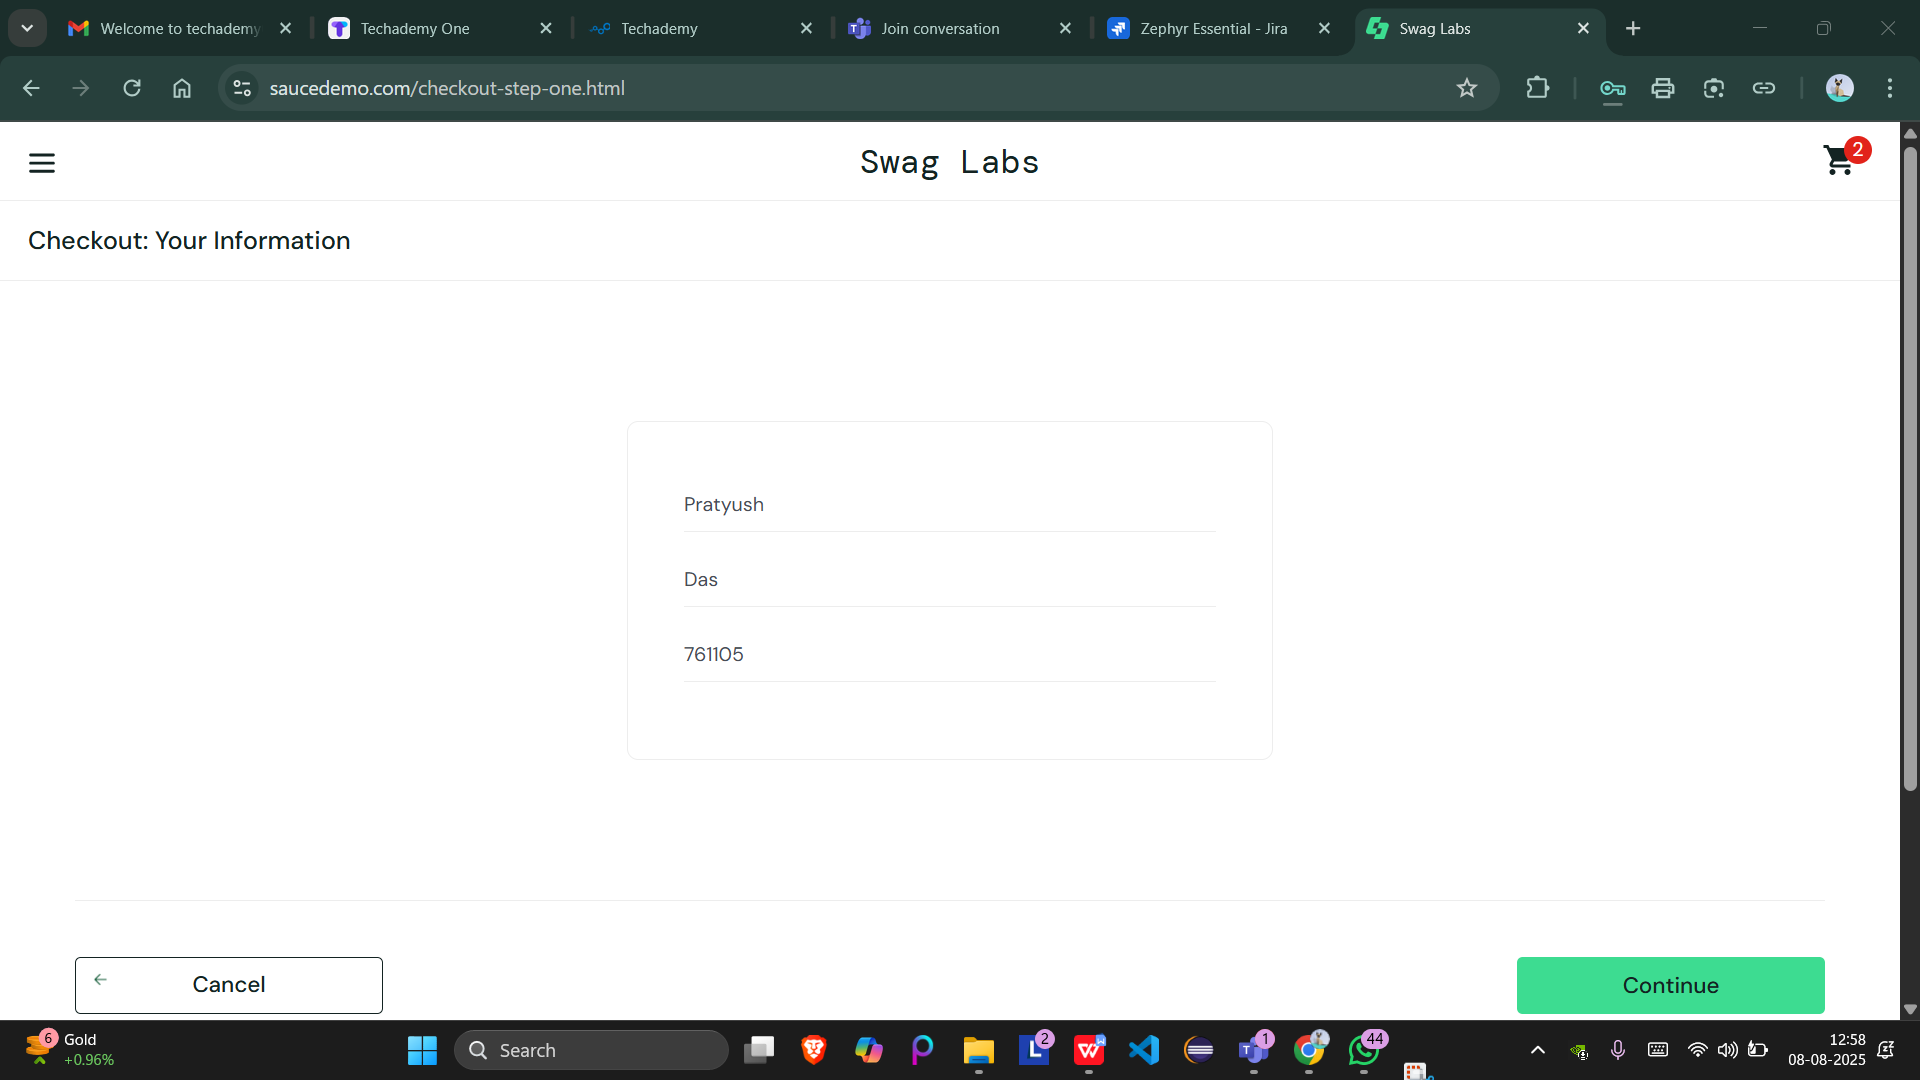 Welcome to techademy
Techademy One
Techademy
Join conversation
Zephyr Essential - Jira
Swag Labs
saucedemo.com/checkout-step-one.html
Swag Labs
2
Checkout: Your Information
Pratyush
Das
761105
Cancel
Continue
6
Gold
+0.96%
Search
2
1
44
12:58
08-08-2025